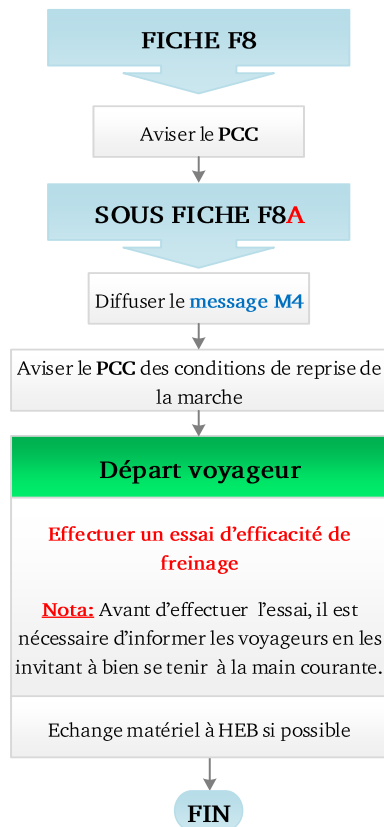 FICHE F8
Aviser le PCC
SOUS FICHE F8A
Diffuser le message M4
Aviser le PCC des conditions de reprise de
la marche
Départ voyageur
Effectuer un essai d’efficacité de
freinage
Nota: Avant d’effectuer l’essai, il est
nécessaire d’informer les voyageurs en les
invitant à bien se tenir à la main courante.
Echange matériel à HEB si possible
FIN